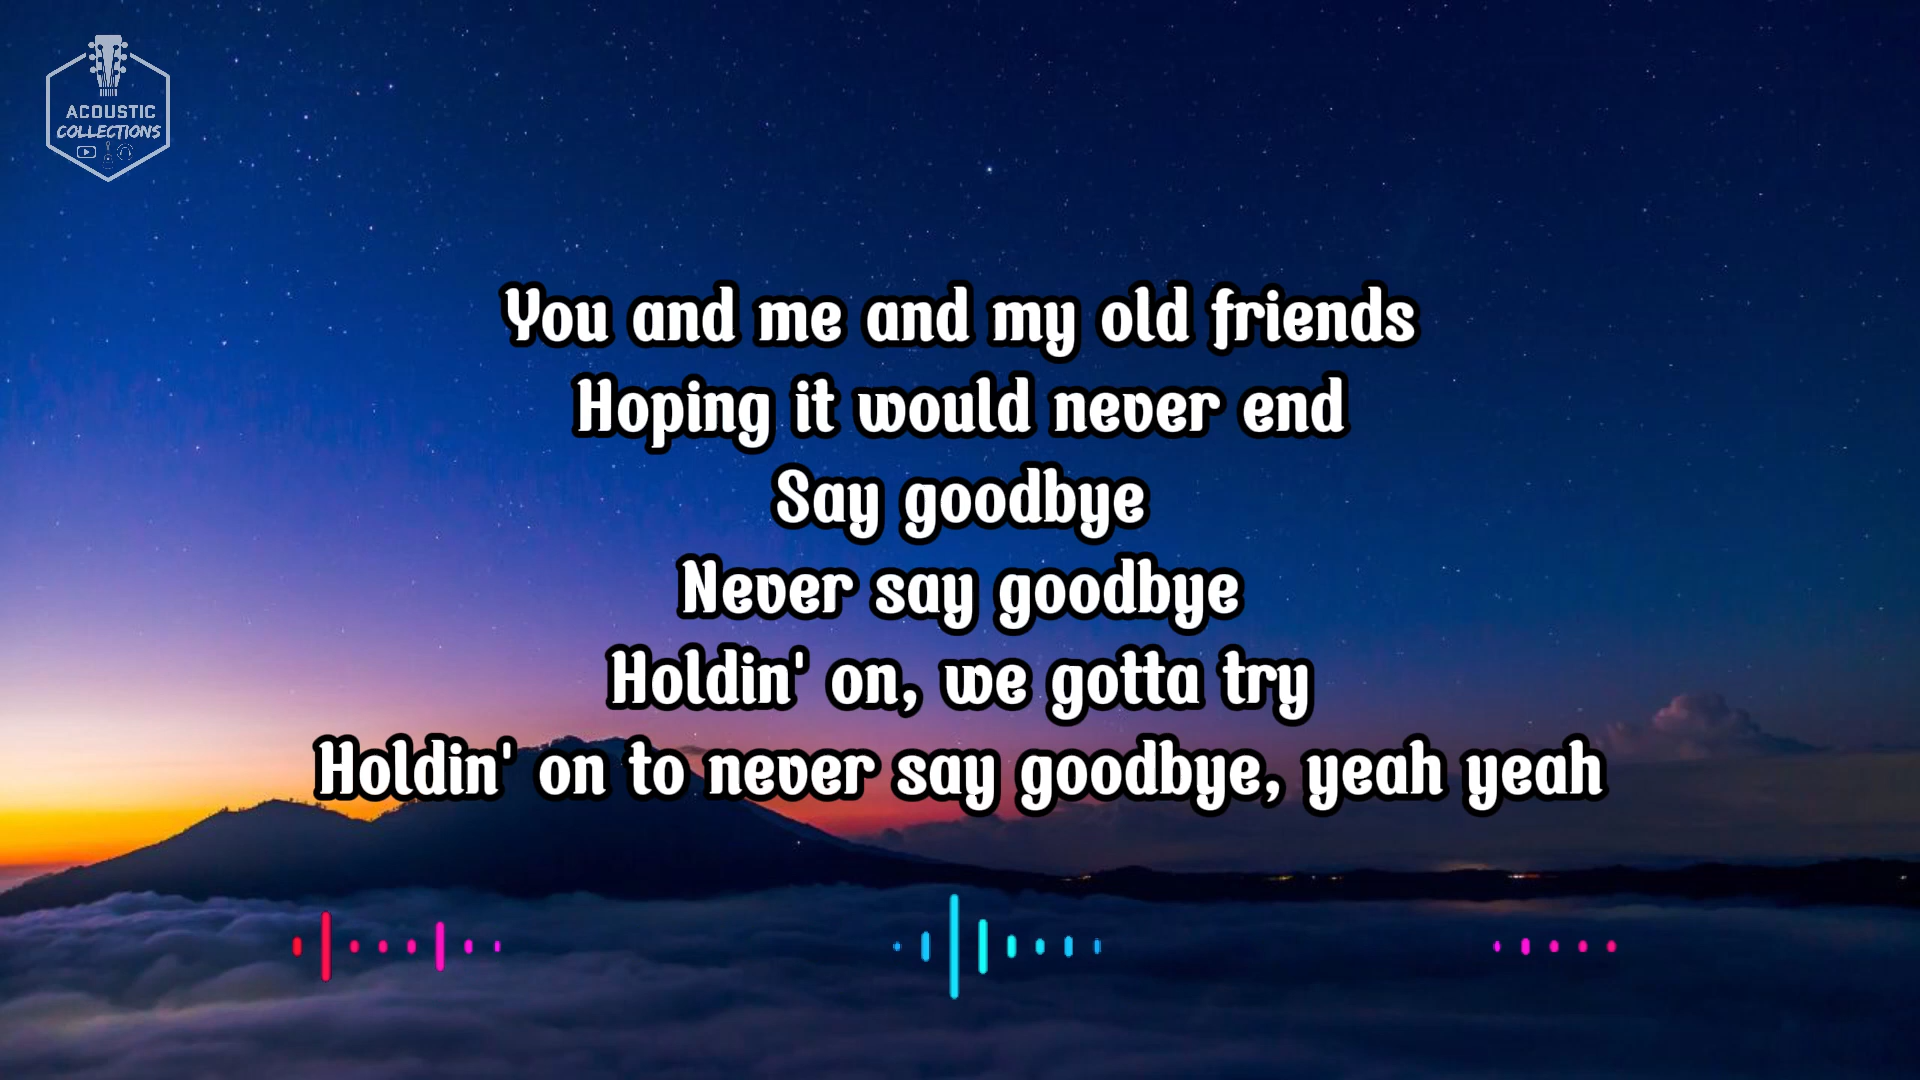 ACOUSTIC
COLLECTIONS
You and me and my old friends
Hoping it would never end
Say goodbye
Never say goodbye
Holdin' on, we gotta try
Holdin' on to never say goodbye, yeah yeah